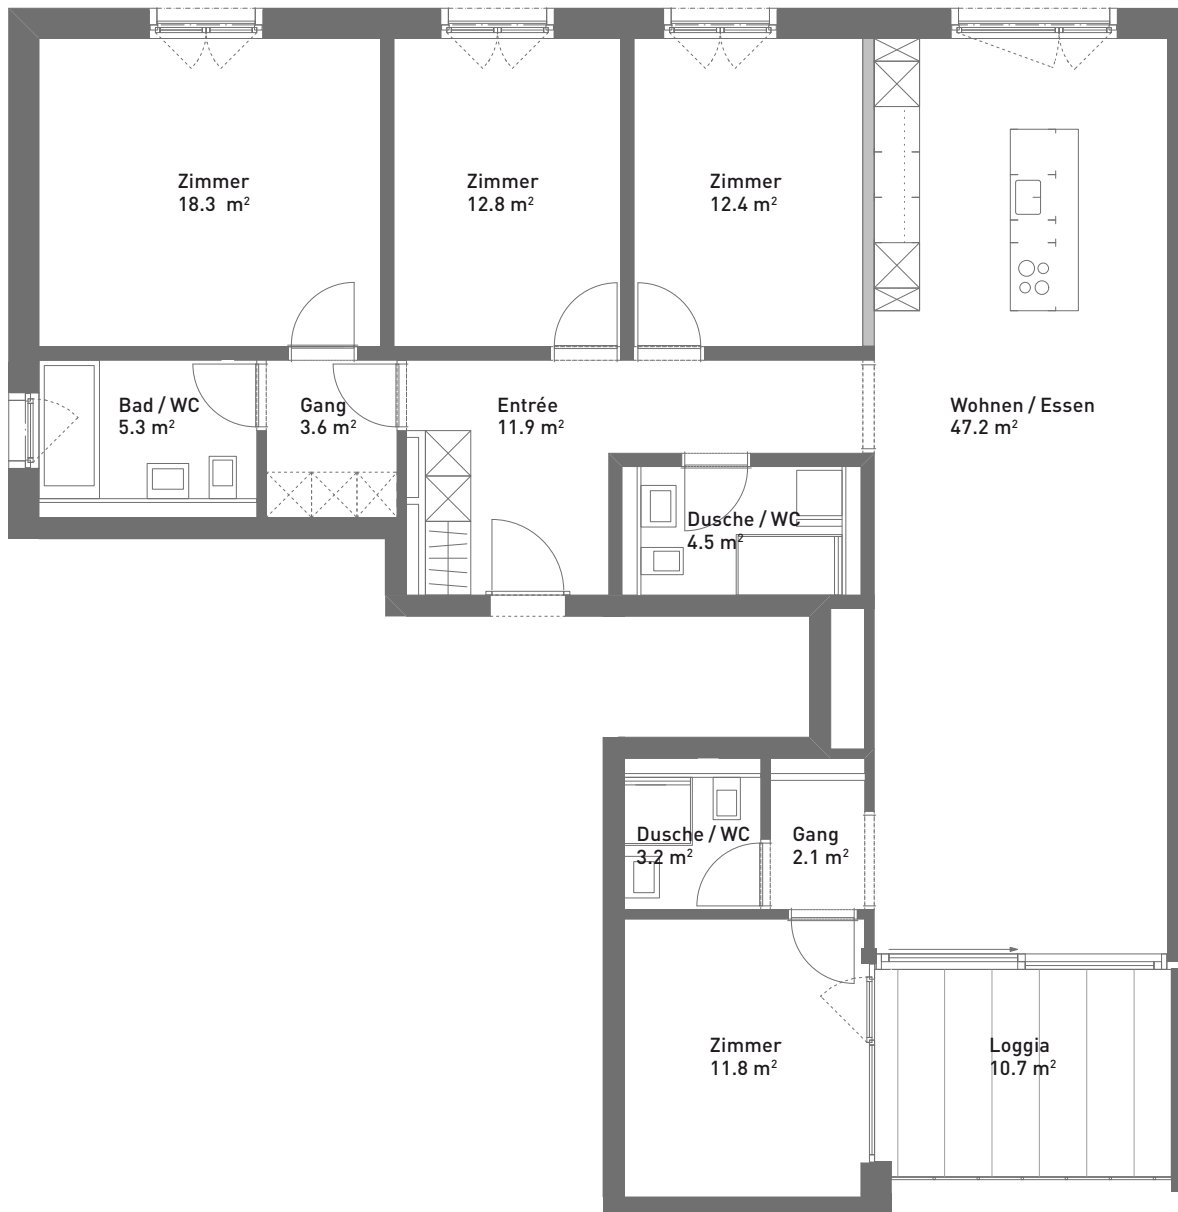 Zimmer
18.3 m²
Zimmer
12.8 m²
Zimmer
12.4 m²
Bad / WC
5.3 m²
Gang
3.6 m²
Entrée
11.9 m²
Wohnen / Essen
47.2 m²
Dusche / WC
4.5 m²
Dusche / WC
3.2 m²
Gang
2.1 m²
Zimmer
11.8 m²
Loggia
10.7 m²